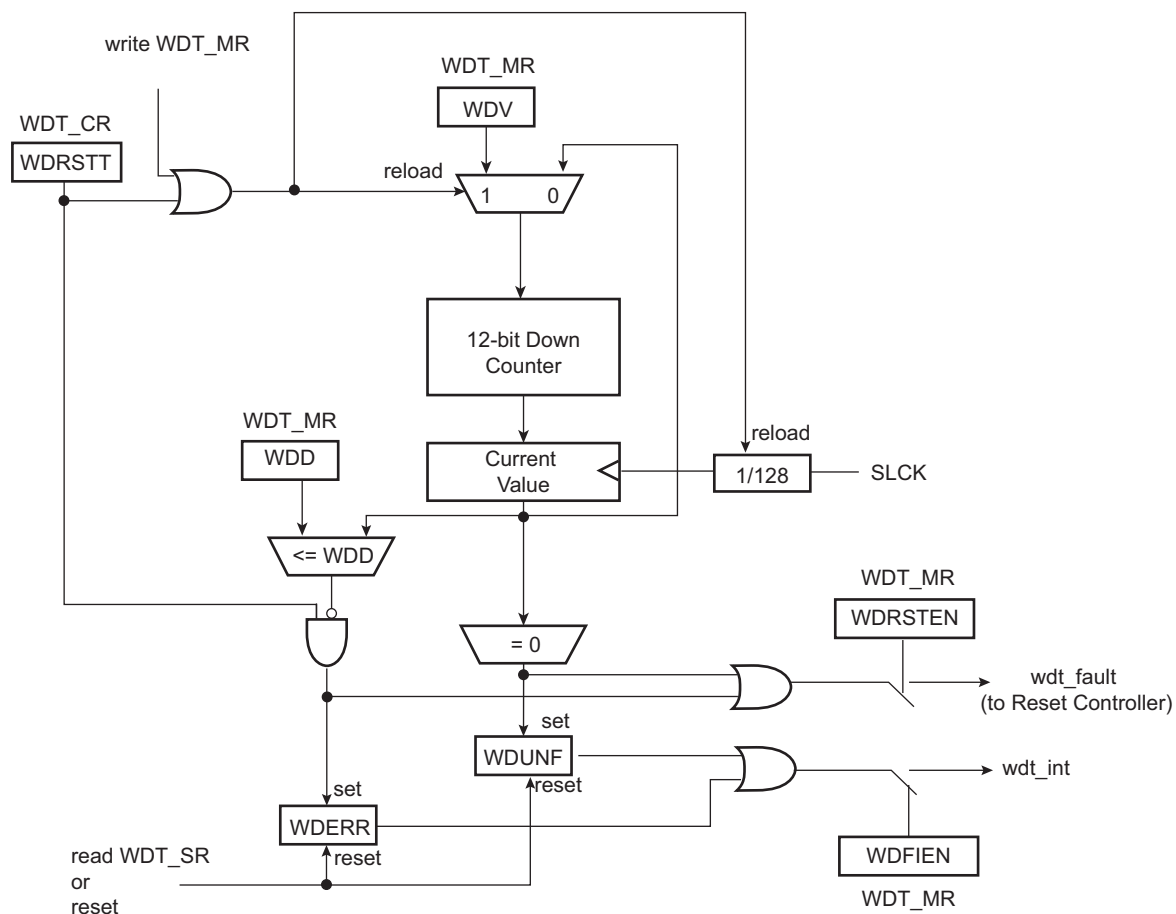 write WDT_MR
WDT_MR
WDV
WDT_CR
WDRSTT
reload
1 0
12-bit Down
Counter
WDT_MR
WDD
reload
Current
Value
1/128
SLCK
<= WDD
WDT_MR
WDRSTEN
= 0
wdt_fault
(to Reset Controller)
set
WDUNF
reset
wdt_int
set
WDERR
reset
read WDT_SR
or
reset
WDFIEN
WDT_MR